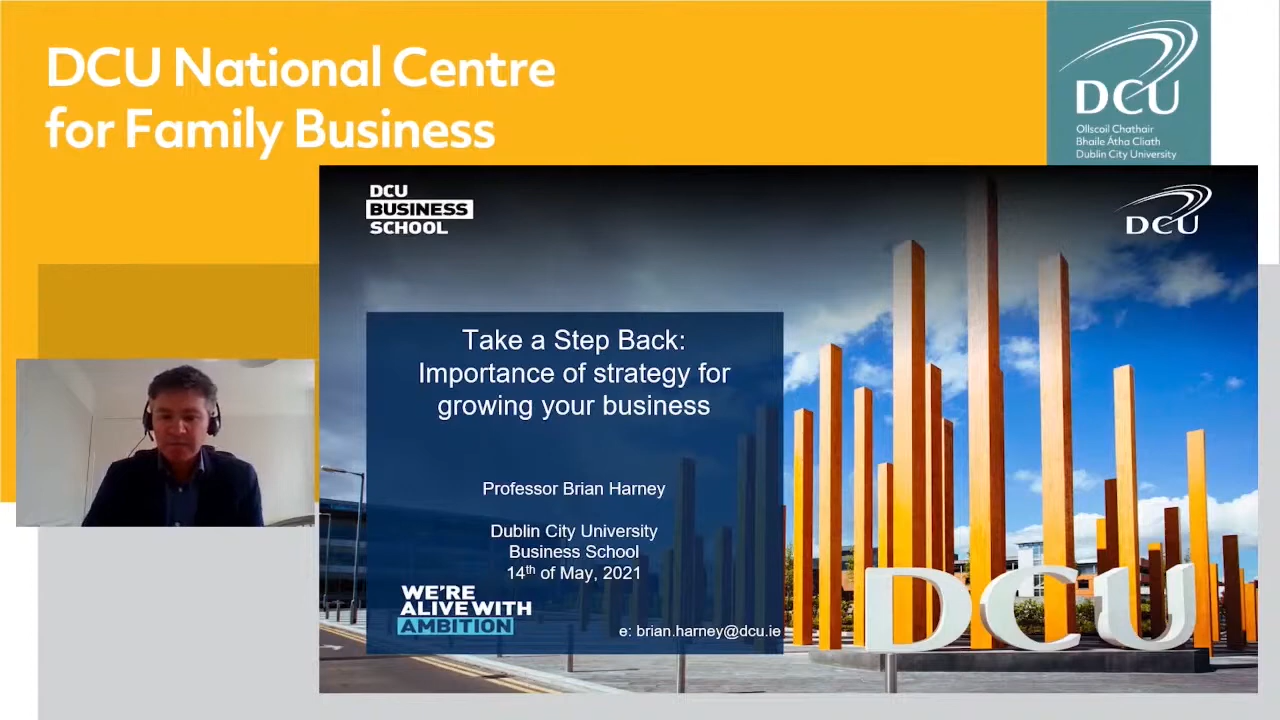 DCU National Centre
for Family Business
DCU
Ollscoil Chathair
Bhaile Átha Cliath
Dublin City University
DCU
BUSINESS
SCHOOL
DCU
Take a Step Back:
Importance of strategy for
growing your business
Professor Brian Harney
Dublin City University
Business School
14th of May, 2021
WE'RE
ALIVE WITH
AMBITION
e: brian.harney@dcu.ie
DCU